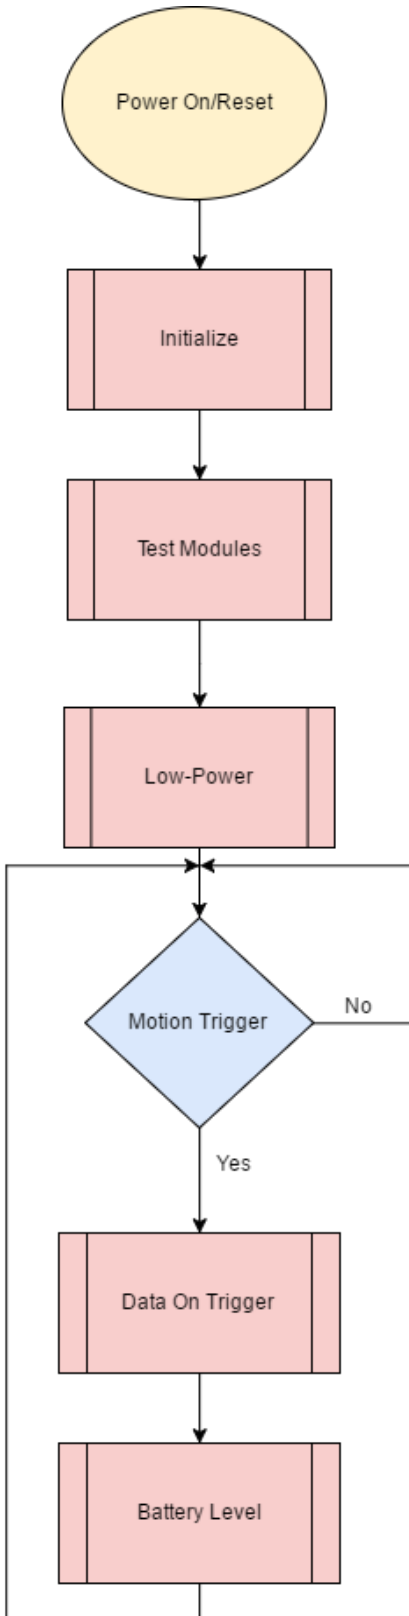 Power On/Reset
Initialize
Test Modules
Low-Power
Motion Trigger
No
Yes
Data On Trigger
Battery Level